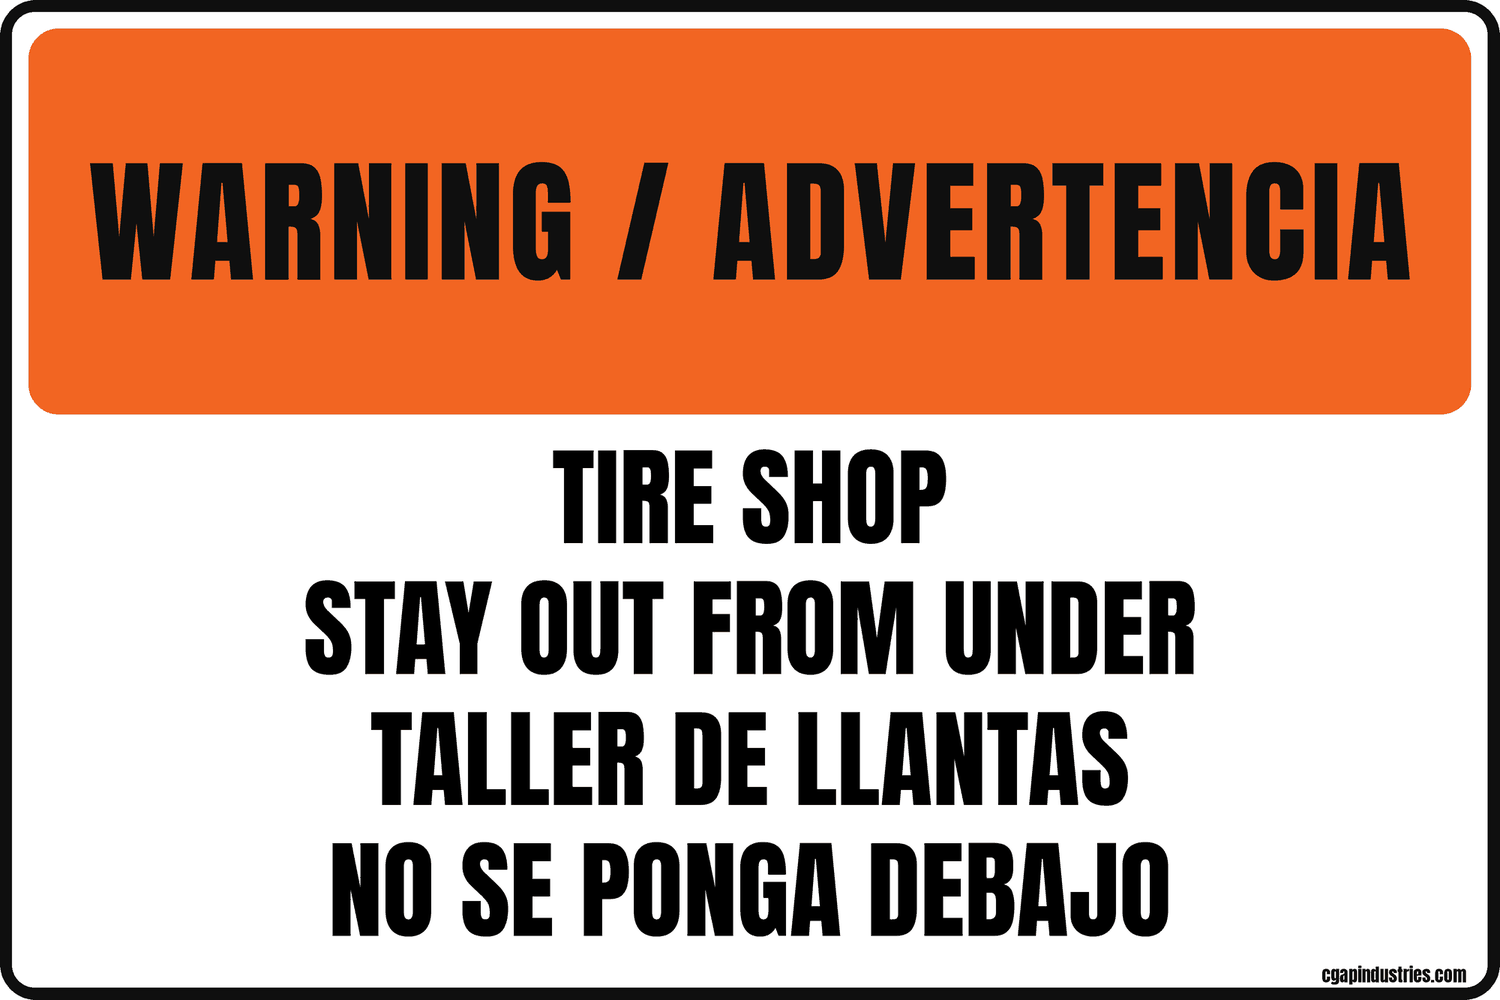 WARNING / ADVERTENCIA
TIRE SHOP
STAY OUT FROM UNDER
TALLER DE LLANTAS
NO SE PONGA DEBAJO
cgapindustries.com